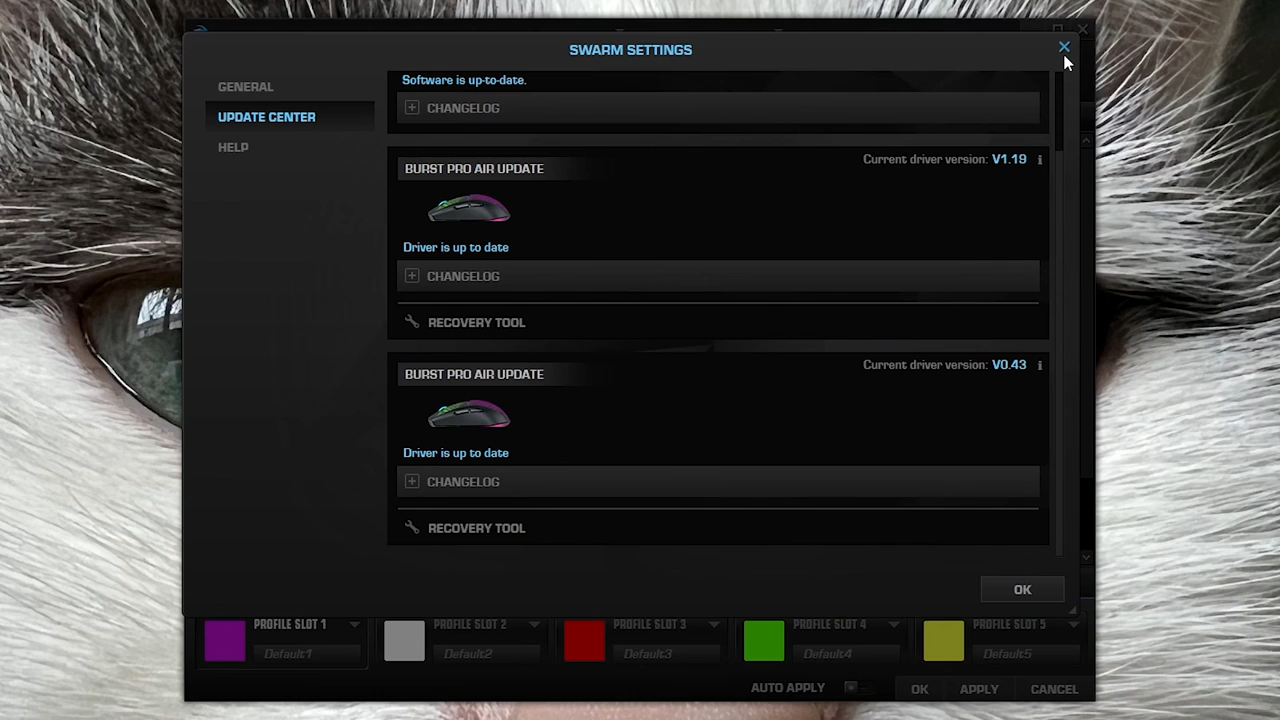 SWARM SETTINGS
GENERAL
UPDATE CENTER
HELP
Software is up-to-date.
CHANGELOG
BURST PRO AIR UPDATE
Current driver version: V1.19
Driver is up to date
CHANGELOG
RECOVERY TOOL
BURST PRO AIR UPDATE
Current driver version: V0.43
Driver is up to date
CHANGELOG
RECOVERY TOOL
OK
PROFILE SLOT 1
Default1
PROFILE SLOT 2
Default2
PROFILE SLOT 3
Default3
PROFILE SLOT 4
Default4
PROFILE SLOT 5
Default5
AUTO APPLY
OK
APPLY
CANCEL